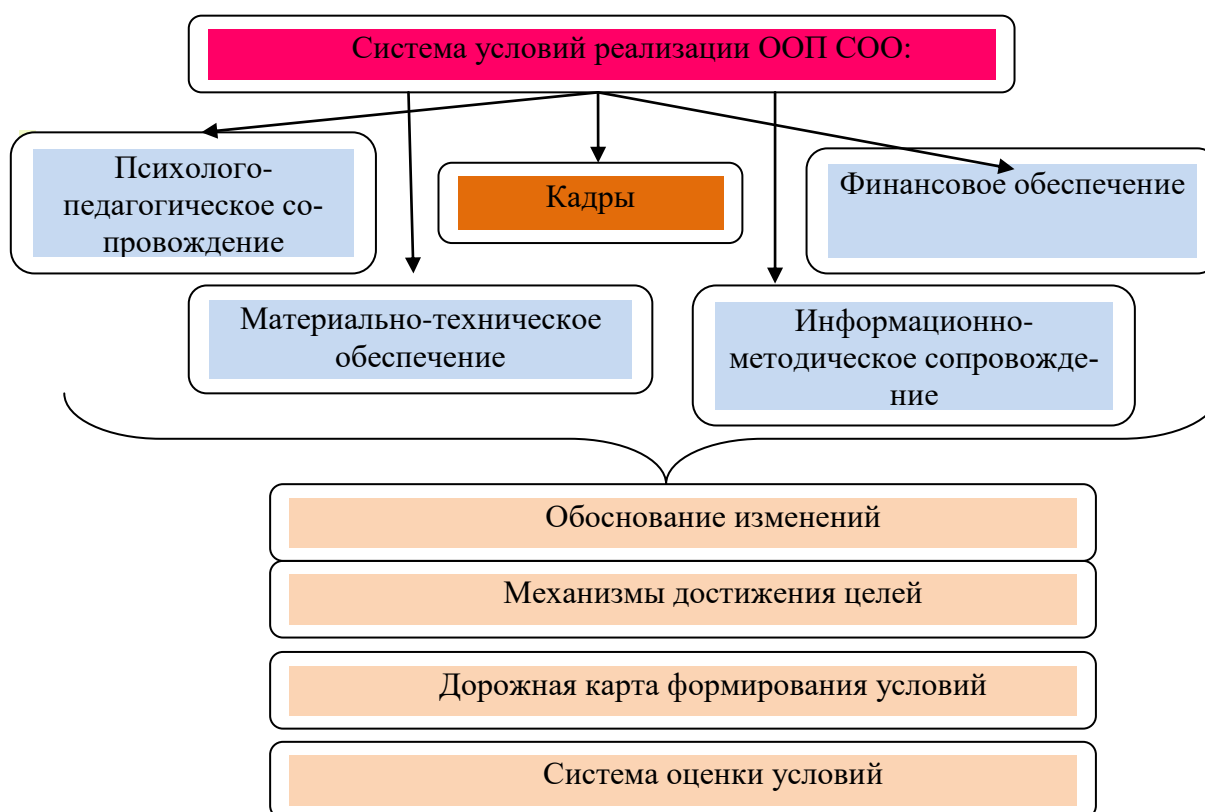 Система условий реализации ООП СОО:
Психолого-
педагогическое со-
провождение
Кадры
Финансовое обеспечение
Материально-техническое
обеспечение
Информационно-
методическое сопровожде-
ние
Обоснование изменений
Механизмы достижения целей
Дорожная карта формирования условий
Система оценки условий